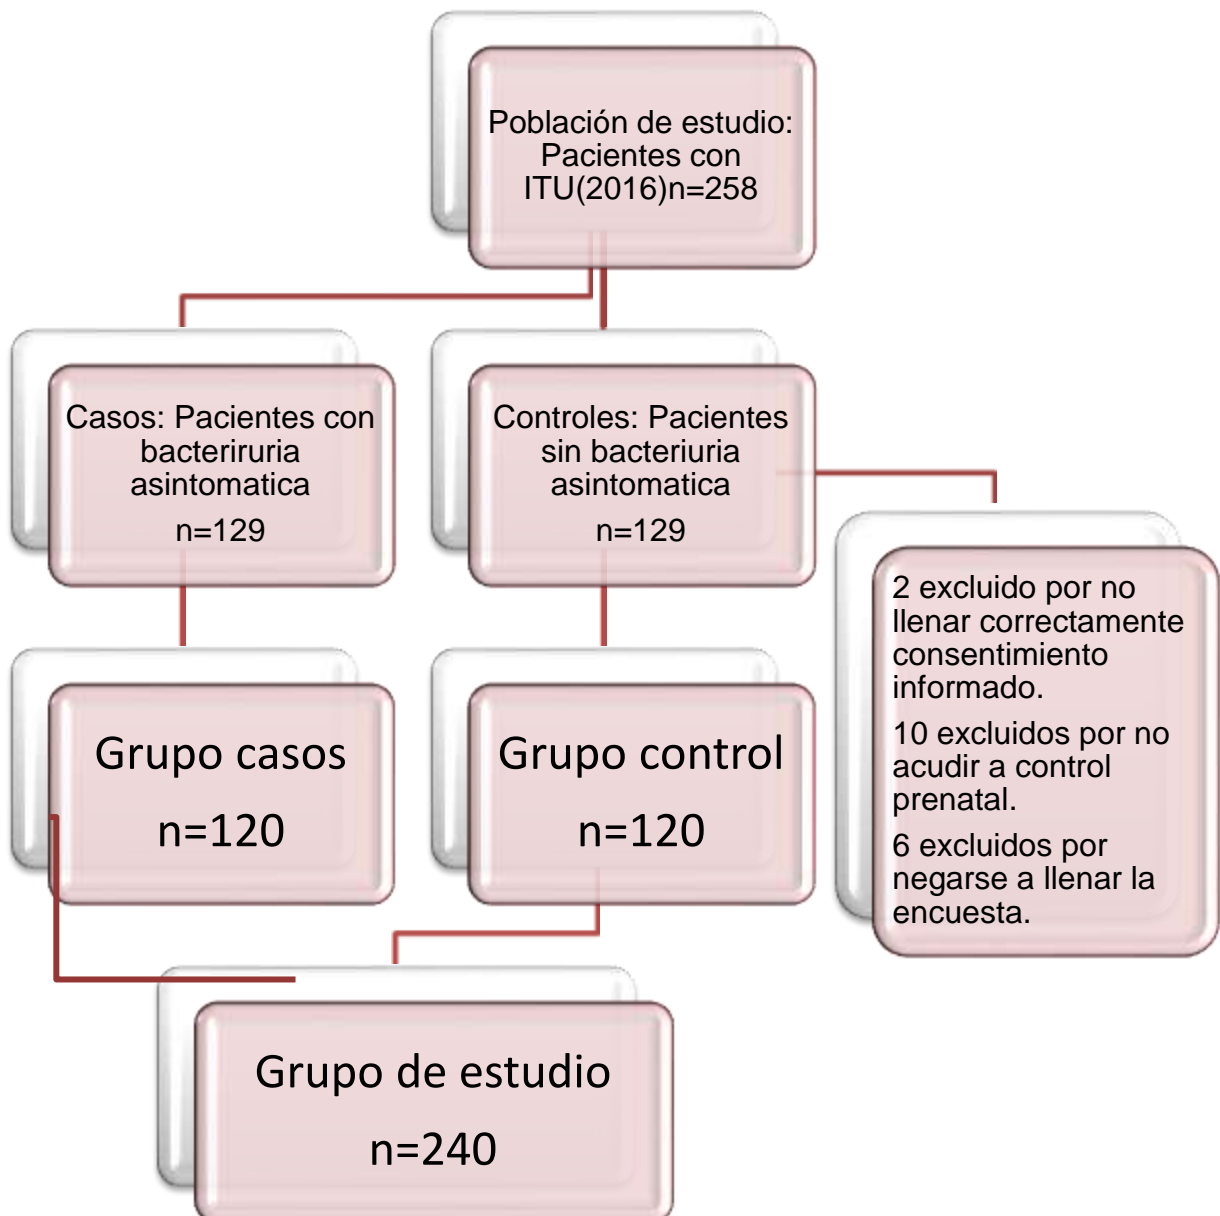 Población de estudio:
Pacientes con
ITU(2016)n=258
Casos: Pacientes con
bacteriruria
asintomatica
n=129
Controles: Pacientes
sin bacteriuria
asintomatica
n=129
2 excluido por no
llenar correctamente
consentimiento
informado.
10 excluidos por no
acudir a control
prenatal.
6 excluidos por
negarse a llenar la
encuesta.
Grupo casos
n=120
Grupo control
n=120
Grupo de estudio
n=240